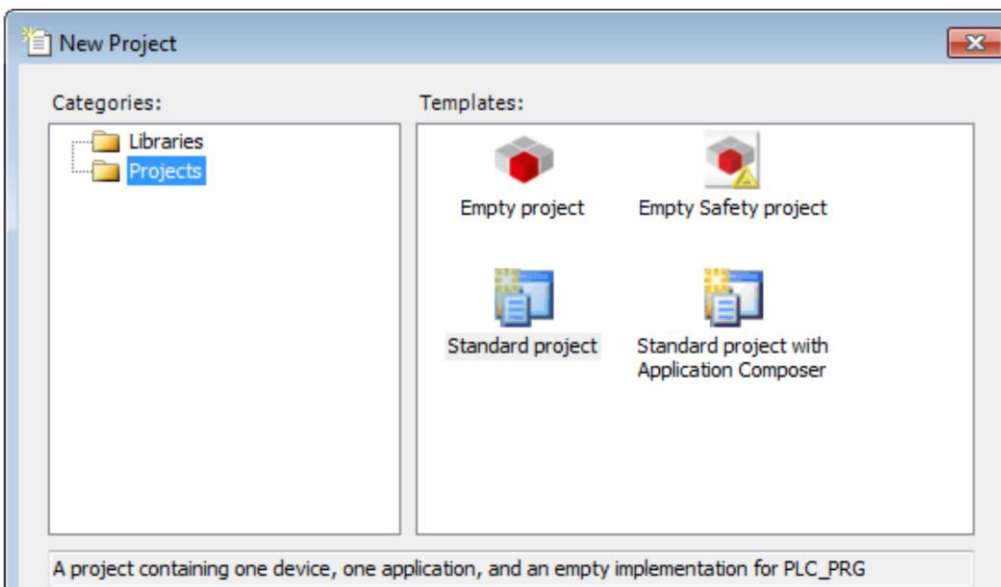 New Project
Categories:
Templates:
Libraries
Projects
Empty project
Empty Safety project
Standard project
Standard project with
Application Composer
A project containing one device, one application, and an empty implementation for PLC_PRG